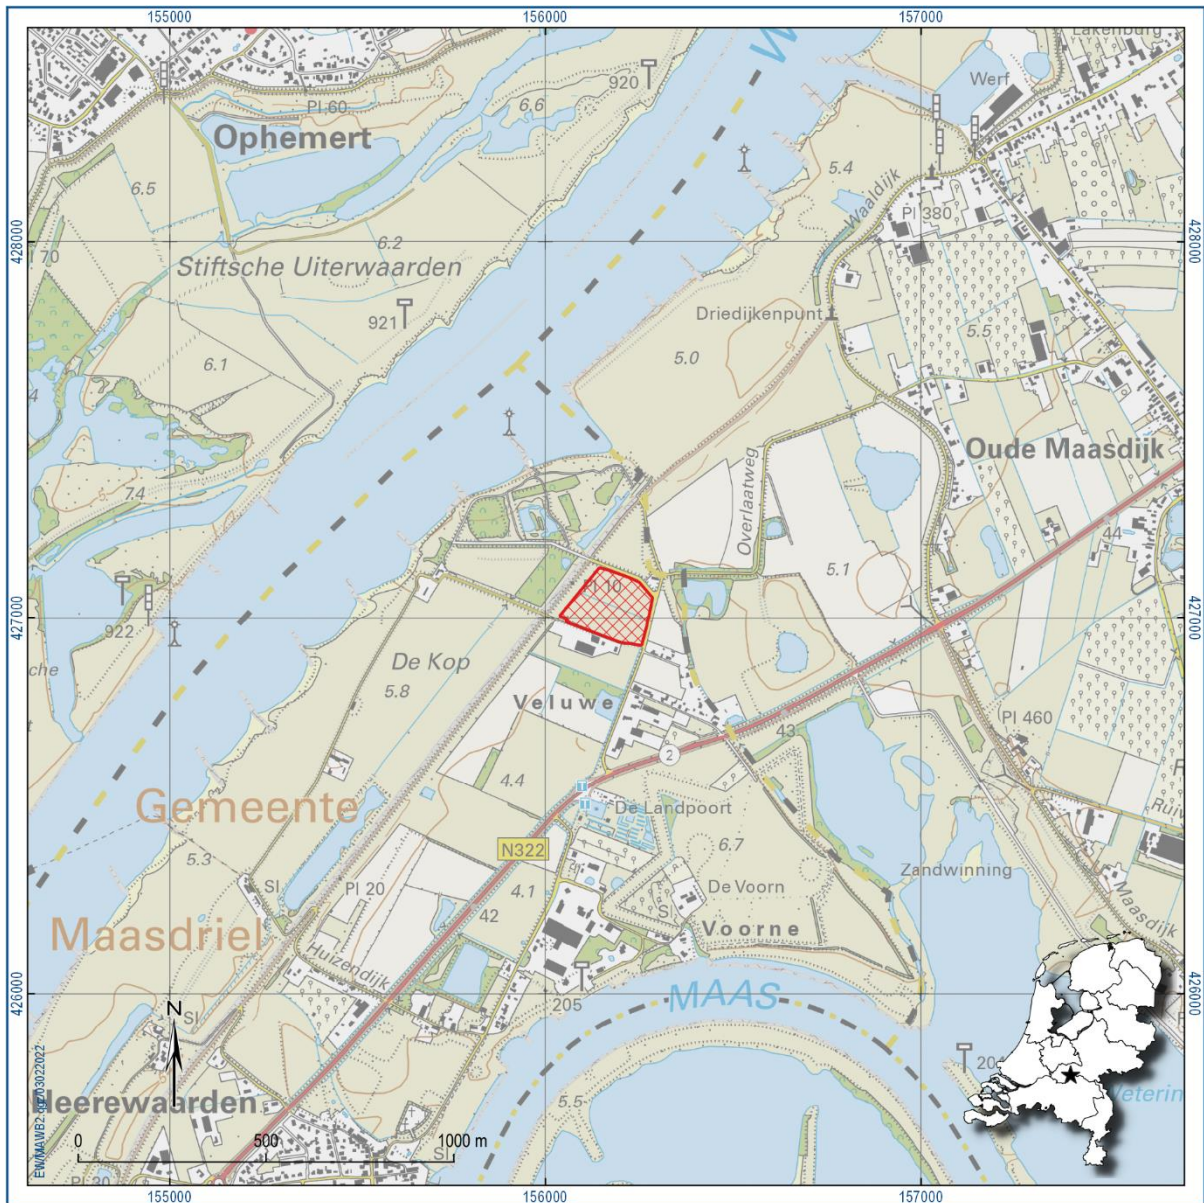 155000
156000
157000
Lakenburg
Werf
920
Pl 60
6.6
Ophemert
5.4
6.5
Waaldijk
Pl 380
428000
6.2
428000
Stiftsche Uiterwaarden
Driedijkenpunt
921
5.5
5.0
6.1
Oude Maasdijk
7.4
Overlaatweg
44
5.1
10
427000
922
427000
De Kop
5.8
Veluwe
Pl 460
43
2
4.4
Gemeente
De Landpoort
N322
6.7
5.3
4.1
Zandwinning
Sl
Pl 20
De Voorn
42
Sl
Maasdriel
Voorne
Maasdijk
Huizendijk
426000
205
MAAS
426000
N
Sl
Heerewaarden
5.5
0
500
1000 m
Sl
155000
156000
157000